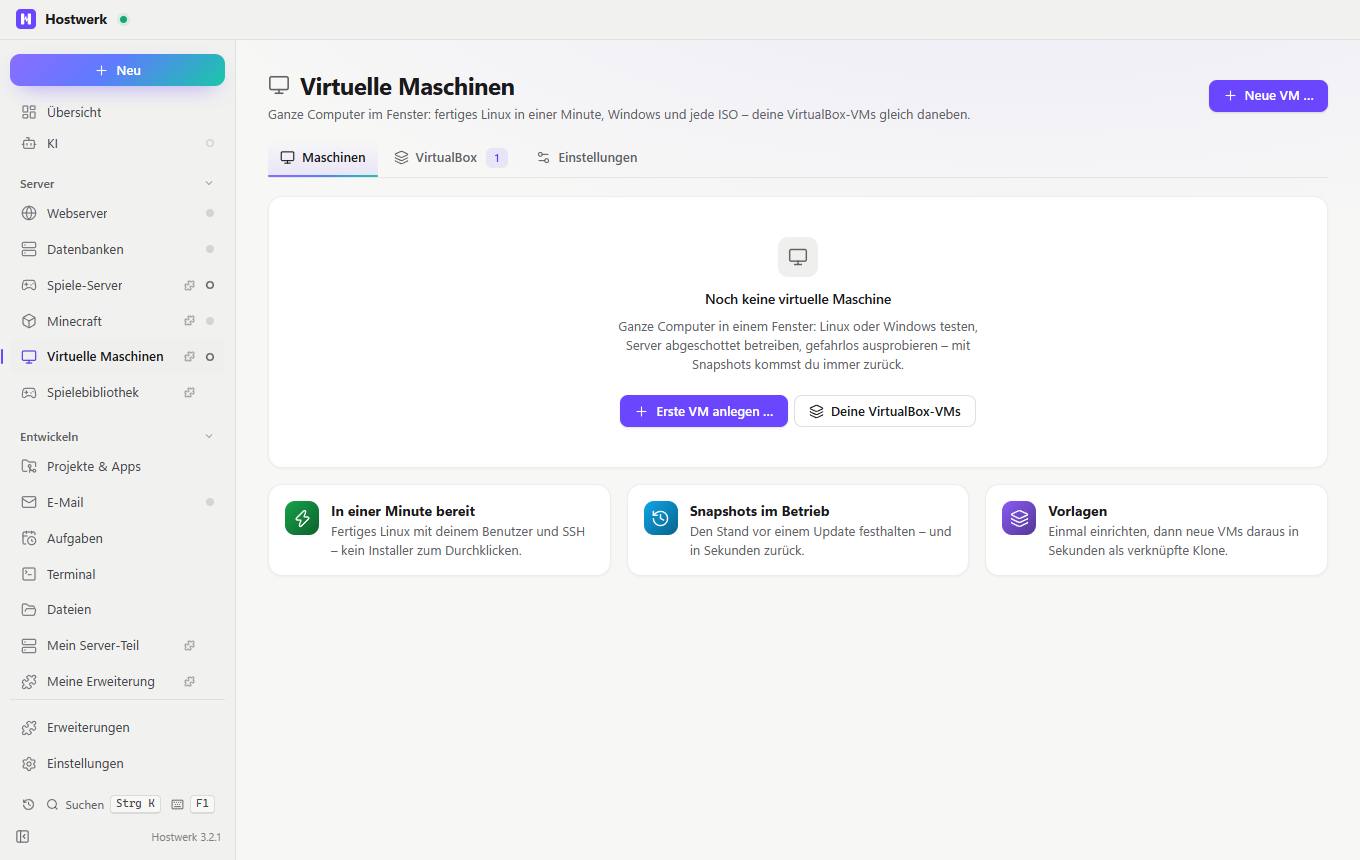 Hostwerk
Neu
Übersicht
KI
Server
Webserver
Datenbanken
Spiele-Server
Minecraft
Virtuelle Maschinen
Spielebibliothek
Entwickeln
Projekte & Apps
E-Mail
Aufgaben
Terminal
Dateien
Mein Server-Teil
Meine Erweiterung
Erweiterungen
Einstellungen
Suchen Strg K F1
Hostwerk 3.2.1
Virtuelle Maschinen
Ganze Computer im Fenster: fertiges Linux in einer Minute, Windows und jede ISO – deine VirtualBox-VMs gleich daneben.
Neue VM ...
Maschinen VirtualBox 1 Einstellungen
Noch keine virtuelle Maschine
Ganze Computer in einem Fenster: Linux oder Windows testen,
Server abgeschottet betreiben, gefahrlos ausprobieren – mit
Snapshots kommst du immer zurück.
Erste VM anlegen ... Deine VirtualBox-VMs
In einer Minute bereit
Fertiges Linux mit deinem Benutzer und SSH
– kein Installer zum Durchklicken.
Snapshots im Betrieb
Den Stand vor einem Update festhalten – und
in Sekunden zurück.
Vorlagen
Einmal einrichten, dann neue VMs daraus in
Sekunden als verknüpfte Klone.